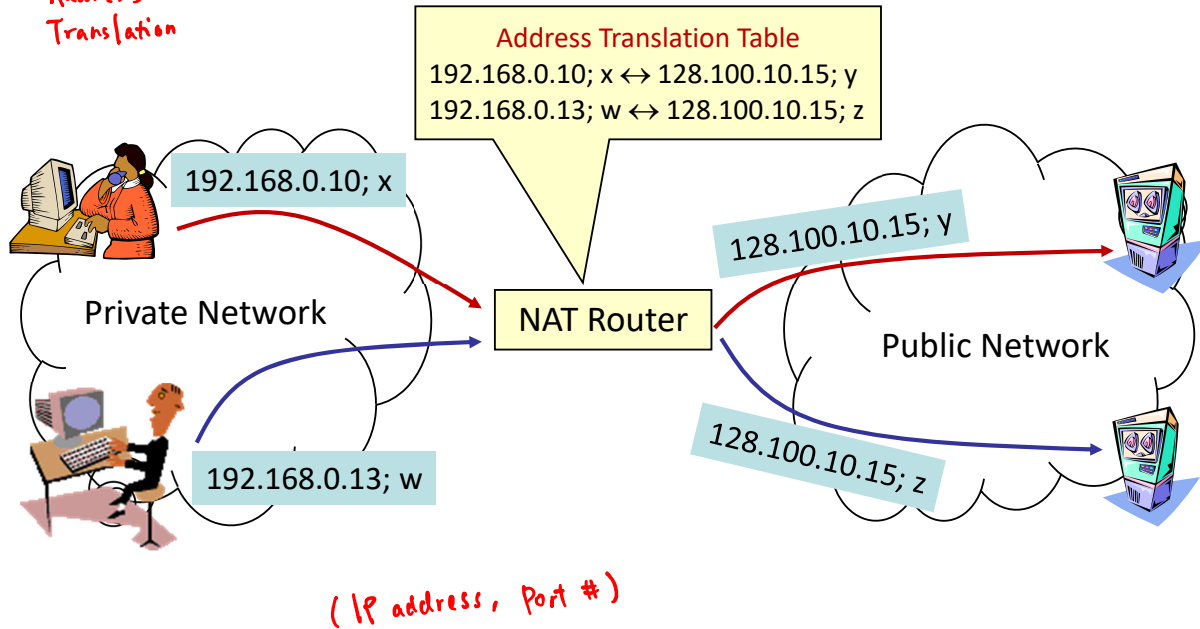 Address
Translation
Address Translation Table
192.168.0.10; x ↔ 128.100.10.15; y
192.168.0.13; w ↔ 128.100.10.15; z
192.168.0.10; x
128.100.10.15; y
Private Network
NAT Router
Public Network
192.168.0.13; w
128.100.10.15; z
(IP address, Port #)